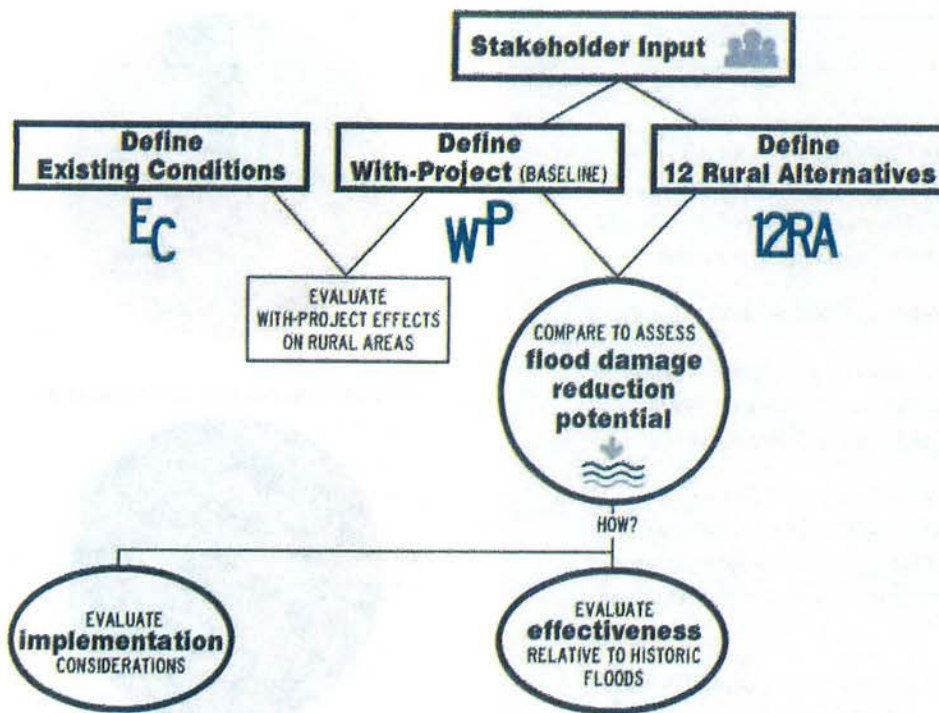 Stakeholder Input
Define
Existing Conditions
Define
With-Project (BASELINE)
Define
12 Rural Alternatives
EC
WP
12RA
EVALUATE
WITH-PROJECT EFFECTS
ON RURAL AREAS
COMPARE TO ASSESS
flood damage
reduction
potential
HOW?
EVALUATE
implementation
CONSIDERATIONS
EVALUATE
effectiveness
RELATIVE TO HISTORIC
FLOODS